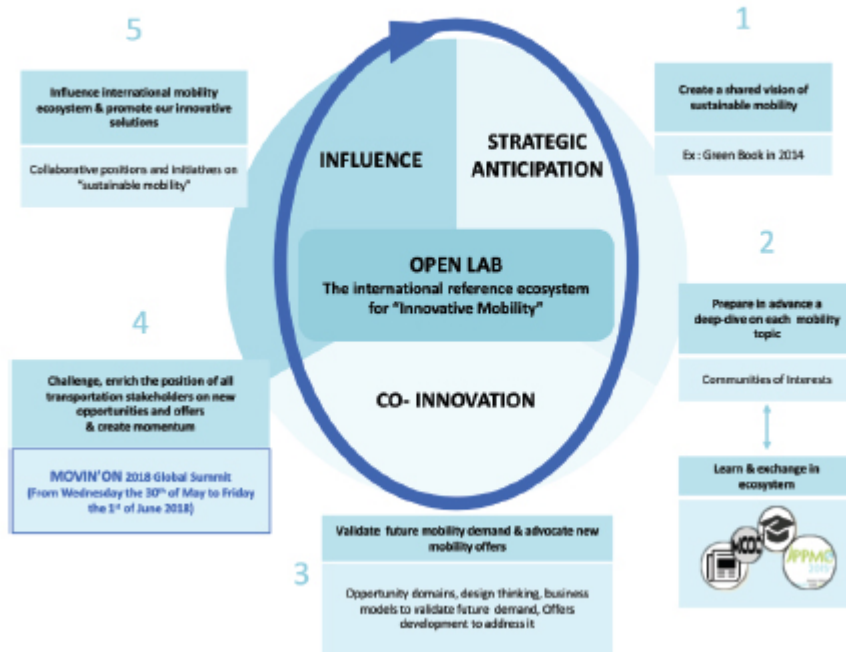 5
Influence international mobility
ecosystem & promote our innovative
solutions
Collaborative positions and initiatives on
"sustainable mobility"
INFLUENCE
STRATEGIC
ANTICIPATION
1
Create a shared vision of
sustainable mobility
Ex : Green Book in 2014
OPEN LAB
The international reference ecosystem
for "Innovative Mobility"
2
Prepare in advance a
deep-dive on each mobility
topic
Communities of Interests
Learn & exchange in
ecosystem
4
Challenge, enrich the position of all
transportation stakeholders on new
opportunities and offers
& create momentum
MOVIN'ON 2018 Global Summit
(From Wednesday the 30th of May to Friday
the 1st of June 2018)
CO- INNOVATION
3
Validate future mobility demand & advocate new
mobility offers
Opportunity domains, design thinking, business
models to validate future demand, Offers
development to address it